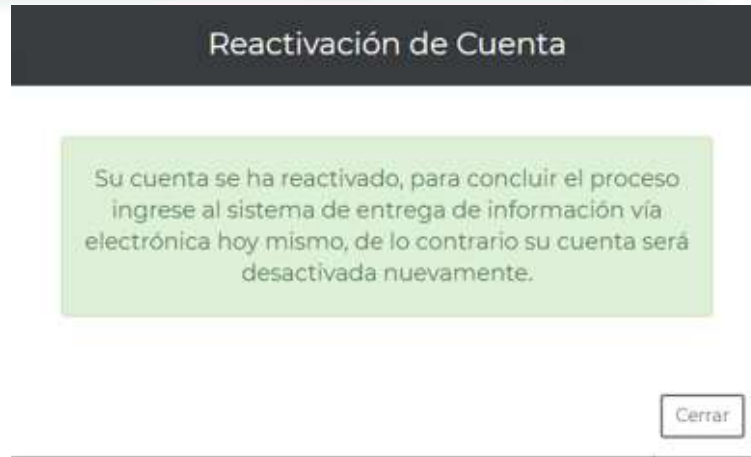 Reactivación de Cuenta
Su cuenta se ha reactivado, para concluir el proceso
ingrese al sistema de entrega de información vía
electrónica hoy mismo, de lo contrario su cuenta será
desactivada nuevamente.
Cerrar